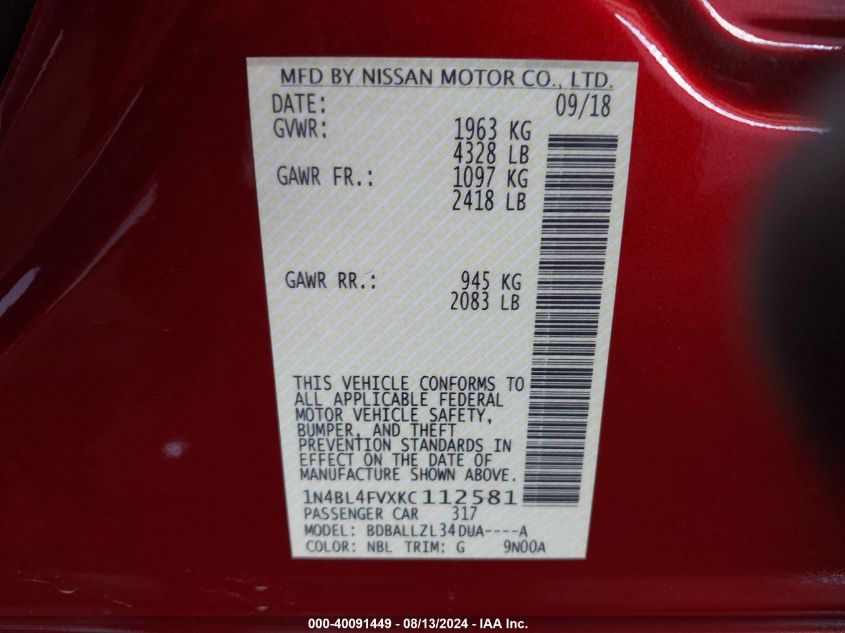 MFD BY NISSAN MOTOR CO., LTD.
DATE: 09/18
GVWR: 1963 KG
4328 LB
GAWR FR.: 1097 KG
2418 LB
GAWR RR.: 945 KG
2083 LB
THIS VEHICLE CONFORMS TO
ALL APPLICABLE FEDERAL
MOTOR VEHICLE SAFETY,
BUMPER, AND THEFT
PREVENTION STANDARDS IN
EFFECT ON THE DATE OF
MANUFACTURE SHOWN ABOVE.
1N4BL4FVXKC112581
PASSENGER CAR 317
MODEL: BDBALLZL34DUA----A
COLOR: NBL TRIM: G 9N00A
000-40091449 - 08/13/2024 - IAA Inc.